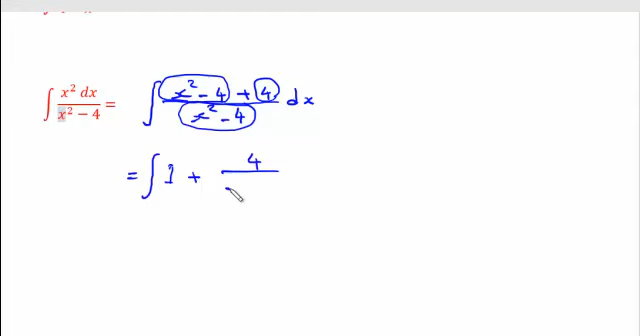 ∫ x² dx / x² − 4 = ∫ x² − 4 + 4 / x² − 4 dx
= ∫ 1 + 4 /